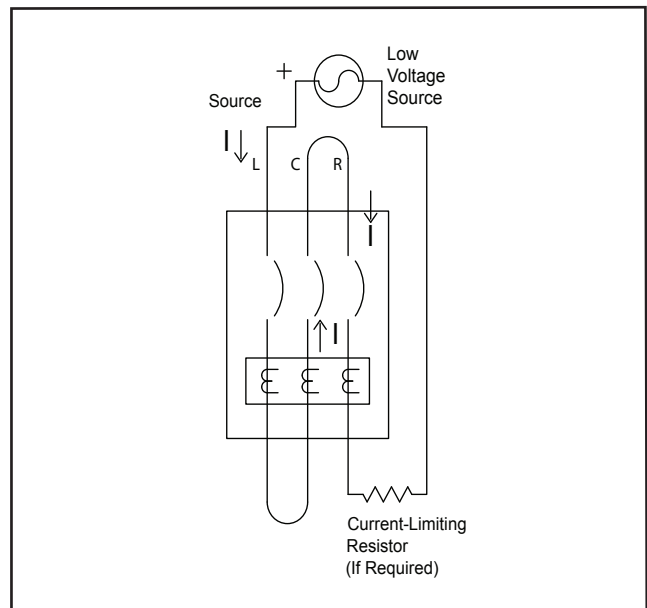 Low
Voltage
Source
+
Source
I
L
C
R
I
I
Current-Limiting
Resistor
(If Required)